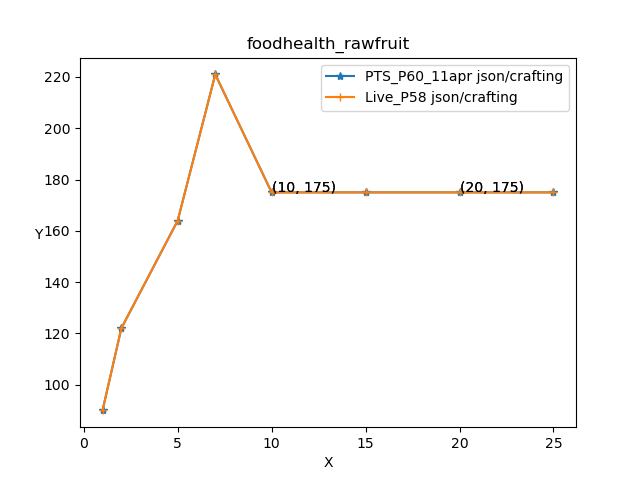 foodhealth_rawfruit
PTS_P60_11apr json/crafting
Live_P58 json/crafting
220
200
180
160
140
120
100
Y
(10, 175)
(20, 175)
0 5 10 15 20 25
X